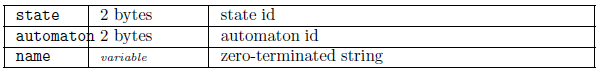 state 2 bytes state id
automaton 2 bytes automaton id
name variable zero-terminated string